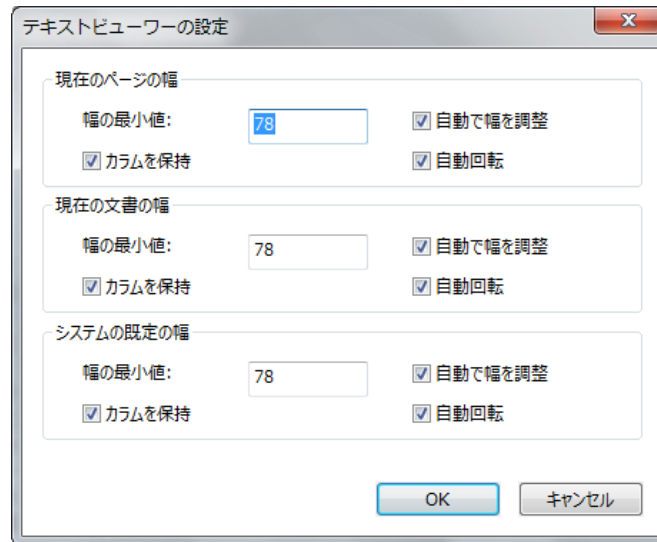 テキストビューワーの設定
現在のページの幅
幅の最小値: 78 自動で幅を調整
カラムを保持 自動回転
現在の文書の幅
幅の最小値: 78 自動で幅を調整
カラムを保持 自動回転
システムの既定の幅
幅の最小値: 78 自動で幅を調整
カラムを保持 自動回転
OK キャンセル